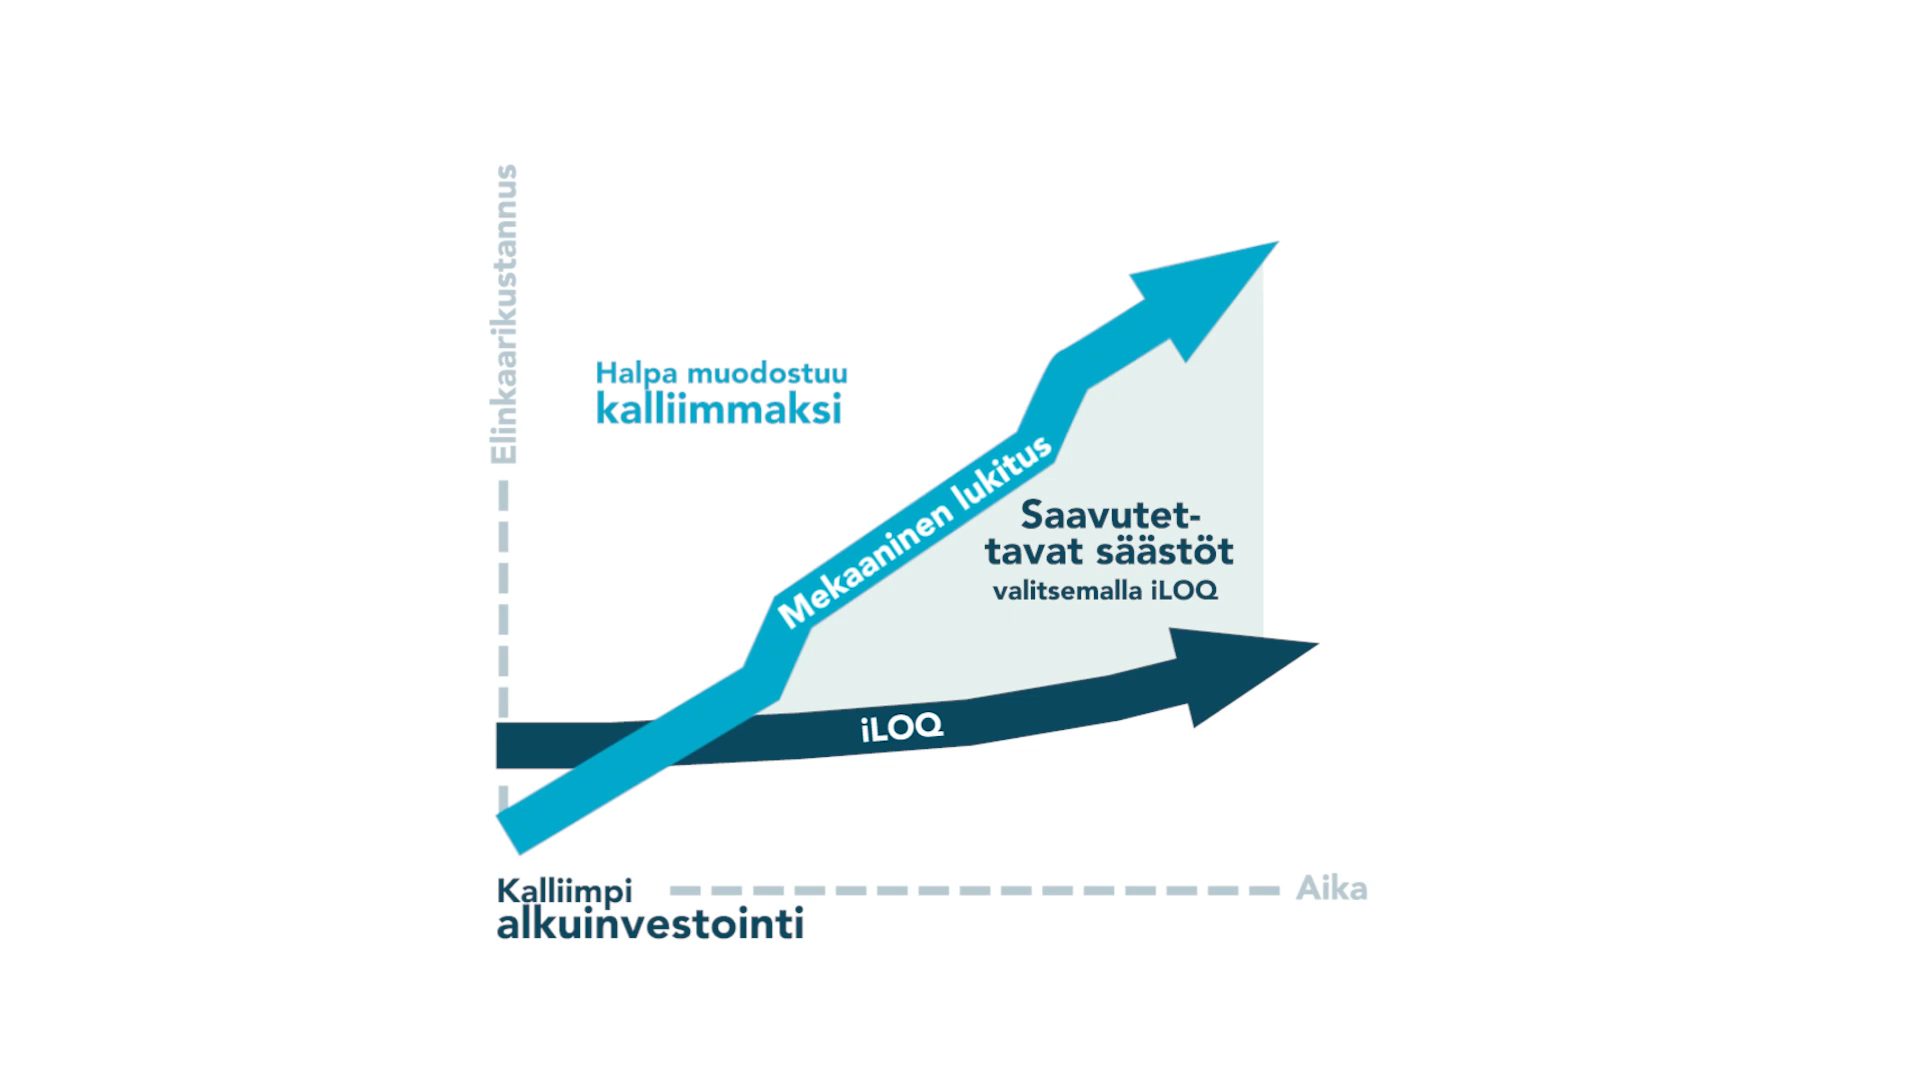 Elinkaarikustannus
Halpa muodostuu
kalliimmaksi
Mekaaninen lukitus
Saavutet-
tavat säästöt
valitsemalla iLOQ
iLOQ
Kalliimpi
alkuinvestointi
Aika